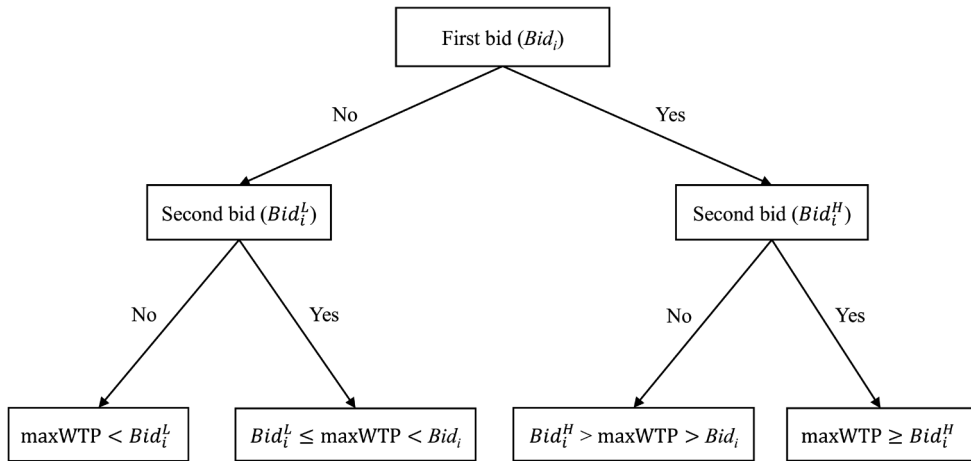 First bid (Bid_i)
No
Yes
Second bid (Bid_i^L)
Second bid (Bid_i^H)
No
Yes
No
Yes
maxWTP < Bid_i^L
Bid_i^L ≤ maxWTP < Bid_i
Bid_i^H > maxWTP > Bid_i
maxWTP ≥ Bid_i^H